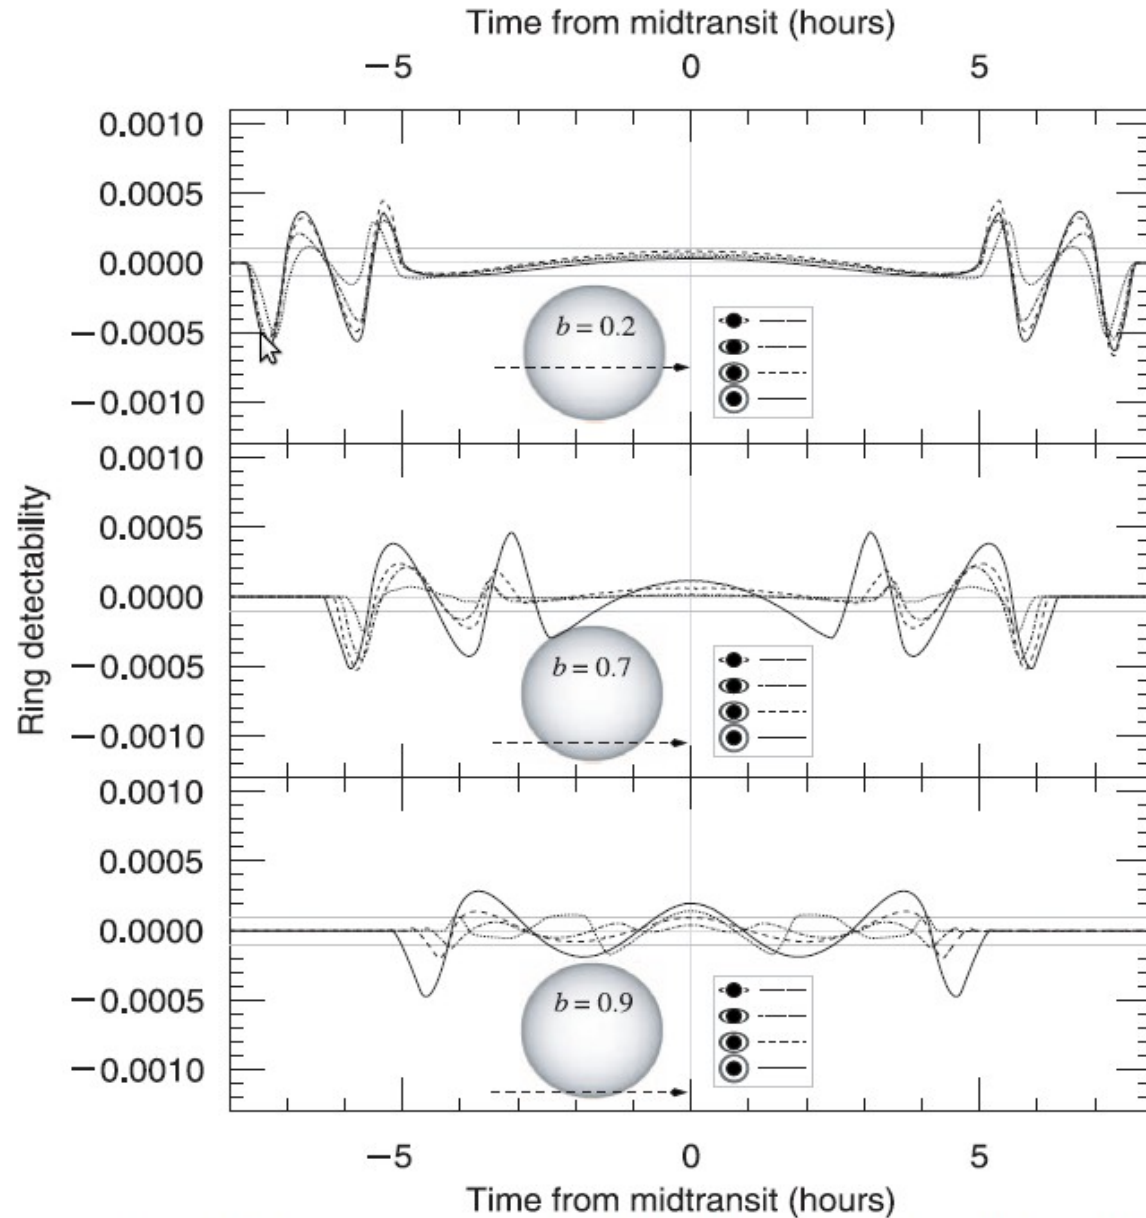 Time from midtransit (hours)
−5 0 5
0.0010
0.0005
0.0000
−0.0005
−0.0010
b = 0.2
0.0010
0.0005
0.0000
−0.0005
−0.0010
b = 0.7
0.0010
0.0005
0.0000
−0.0005
−0.0010
b = 0.9
Ring detectability
−5 0 5
Time from midtransit (hours)